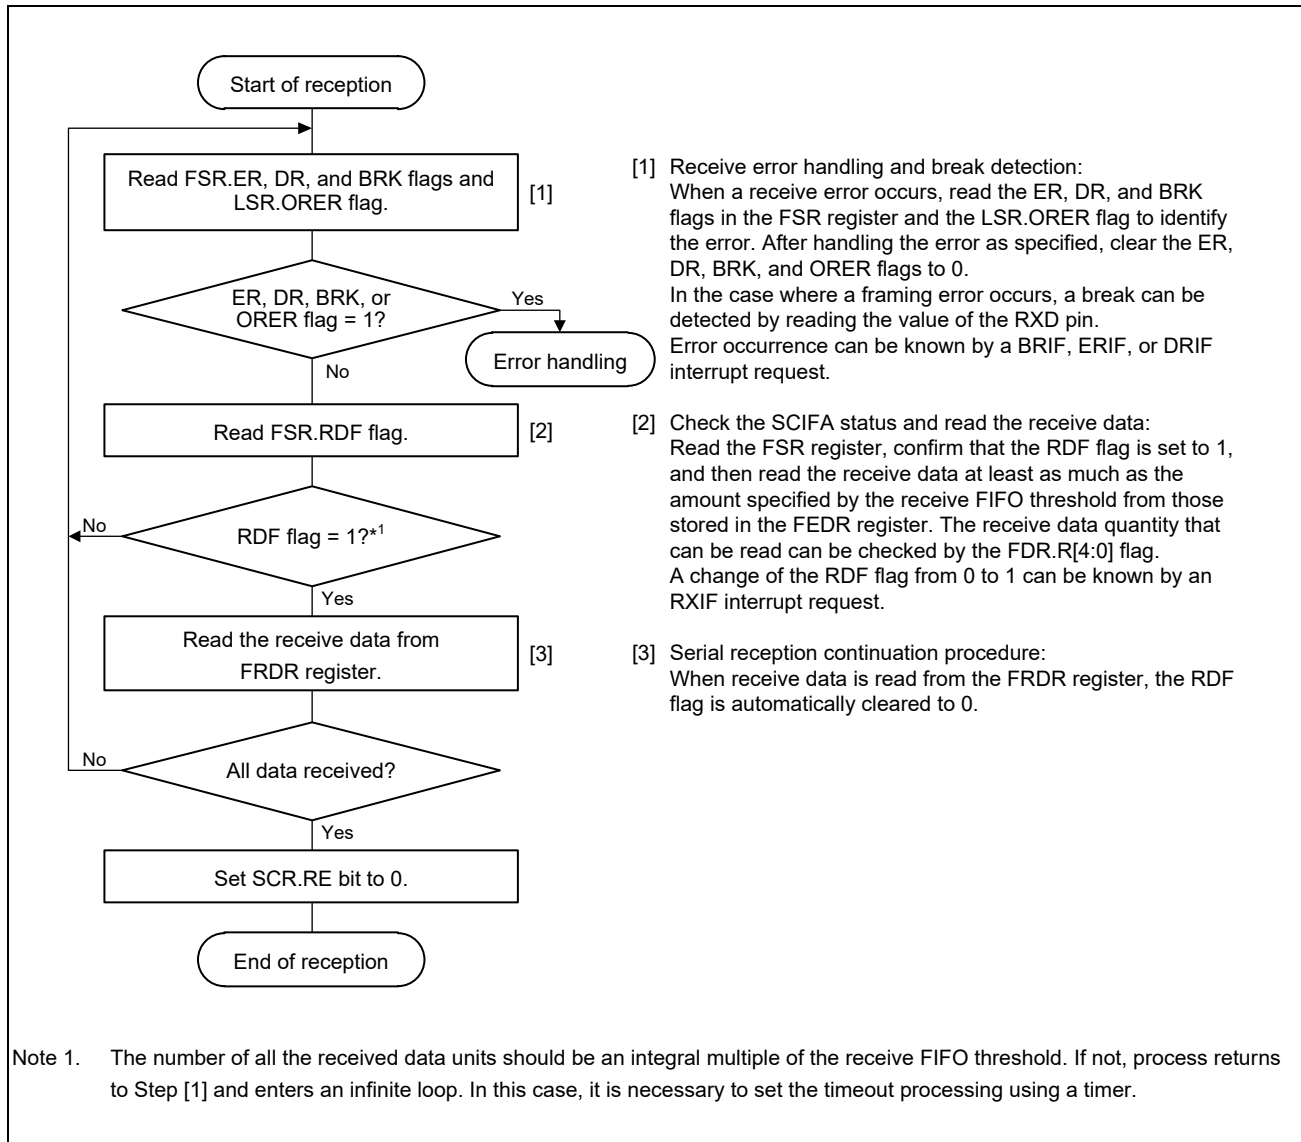 Start of reception
Read FSR.ER, DR, and BRK flags and
LSR.ORER flag.
[1]
ER, DR, BRK, or
ORER flag = 1?
Yes
Error handling
No
Read FSR.RDF flag.
[2]
No
RDF flag = 1?*1
Yes
Read the receive data from
FRDR register.
[3]
No
All data received?
Yes
Set SCR.RE bit to 0.
End of reception
[1] Receive error handling and break detection:
When a receive error occurs, read the ER, DR, and BRK
flags in the FSR register and the LSR.ORER flag to identify
the error. After handling the error as specified, clear the ER,
DR, BRK, and ORER flags to 0.
In the case where a framing error occurs, a break can be
detected by reading the value of the RXD pin.
Error occurrence can be known by a BRIF, ERIF, or DRIF
interrupt request.
[2] Check the SCIFA status and read the receive data:
Read the FSR register, confirm that the RDF flag is set to 1,
and then read the receive data at least as much as the
amount specified by the receive FIFO threshold from those
stored in the FEDR register. The receive data quantity that
can be read can be checked by the FDR.R[4:0] flag.
A change of the RDF flag from 0 to 1 can be known by an
RXIF interrupt request.
[3] Serial reception continuation procedure:
When receive data is read from the FRDR register, the RDF
flag is automatically cleared to 0.
Note 1. The number of all the received data units should be an integral multiple of the receive FIFO threshold. If not, process returns
to Step [1] and enters an infinite loop. In this case, it is necessary to set the timeout processing using a timer.